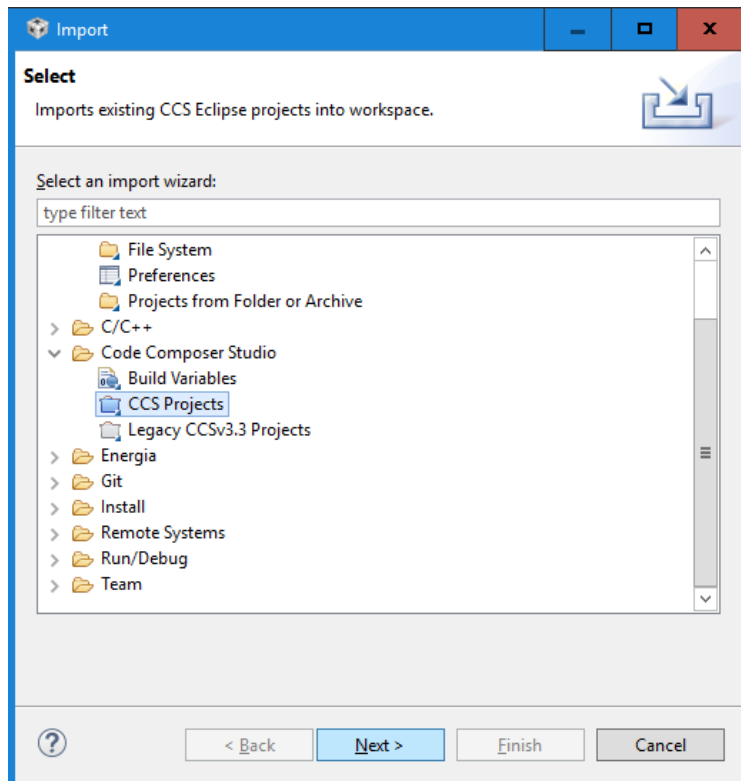 Import
Select
Imports existing CCS Eclipse projects into workspace.
Select an import wizard:
type filter text
File System
Preferences
Projects from Folder or Archive
C/C++
Code Composer Studio
Build Variables
CCS Projects
Legacy CCSv3.3 Projects
Energia
Git
Install
Remote Systems
Run/Debug
Team
? < Back Next > Finish Cancel